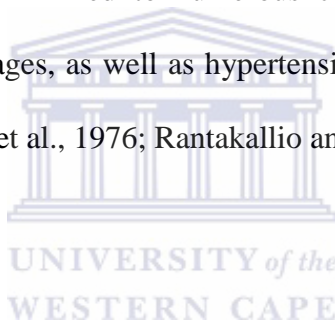 ages, as well as hypertensi
et al., 1976; Rantakallio an
UNIVERSITY of the
WESTERN CAPE